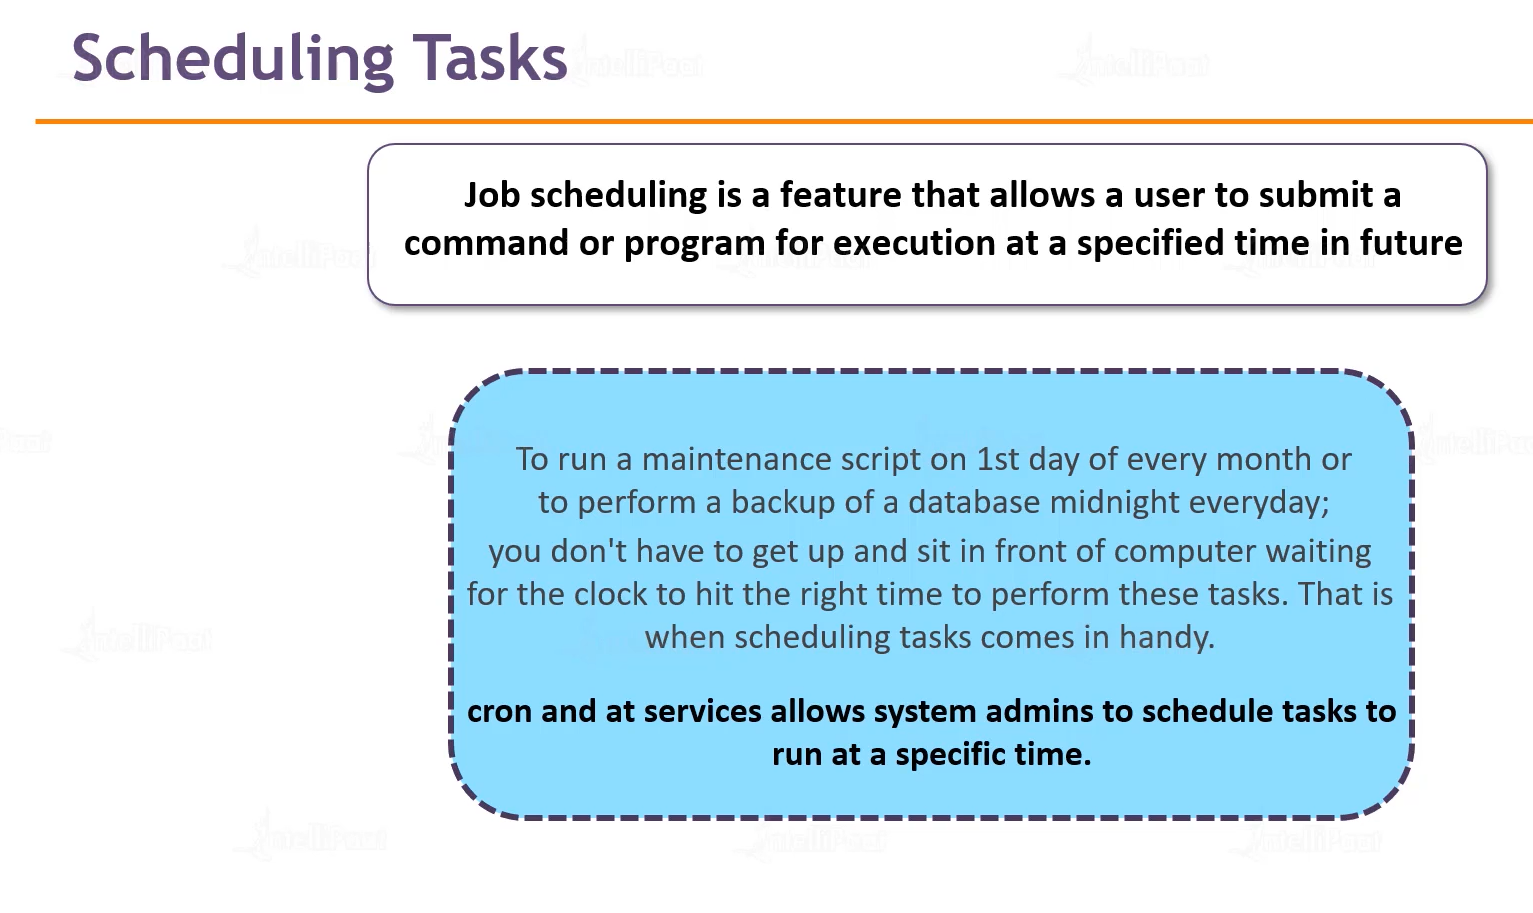 Scheduling Tasks
Job scheduling is a feature that allows a user to submit a
command or program for execution at a specified time in future
To run a maintenance script on 1st day of every month or
to perform a backup of a database midnight everyday;
you don't have to get up and sit in front of computer waiting
for the clock to hit the right time to perform these tasks. That is
when scheduling tasks comes in handy.
cron and at services allows system admins to schedule tasks to
run at a specific time.